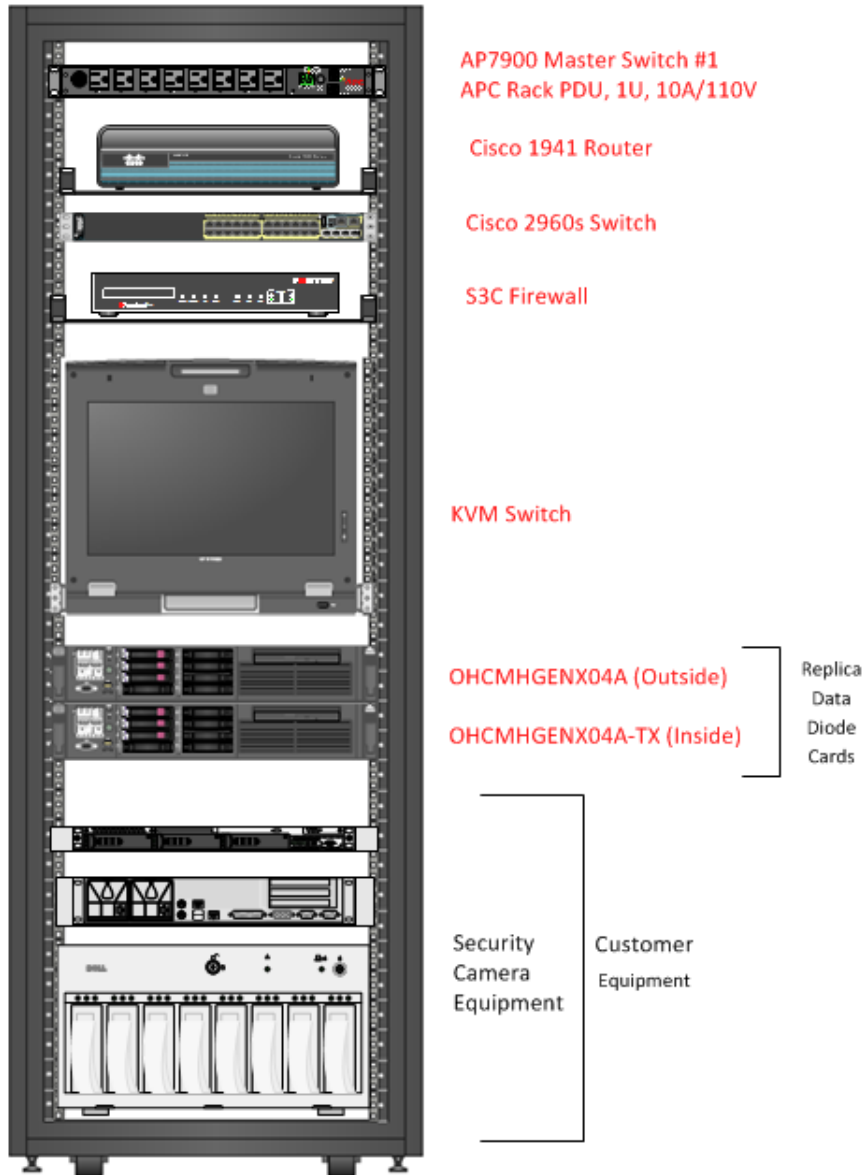 AP7900 Master Switch #1
APC Rack PDU, 1U, 10A/110V
Cisco 1941 Router
Cisco 2960s Switch
S3C Firewall
KVM Switch
OHCMHGENX04A (Outside)
OHCMHGENX04A-TX (Inside)
Replica
Data
Diode
Cards
Security
Camera
Equipment
Customer
Equipment
DELL